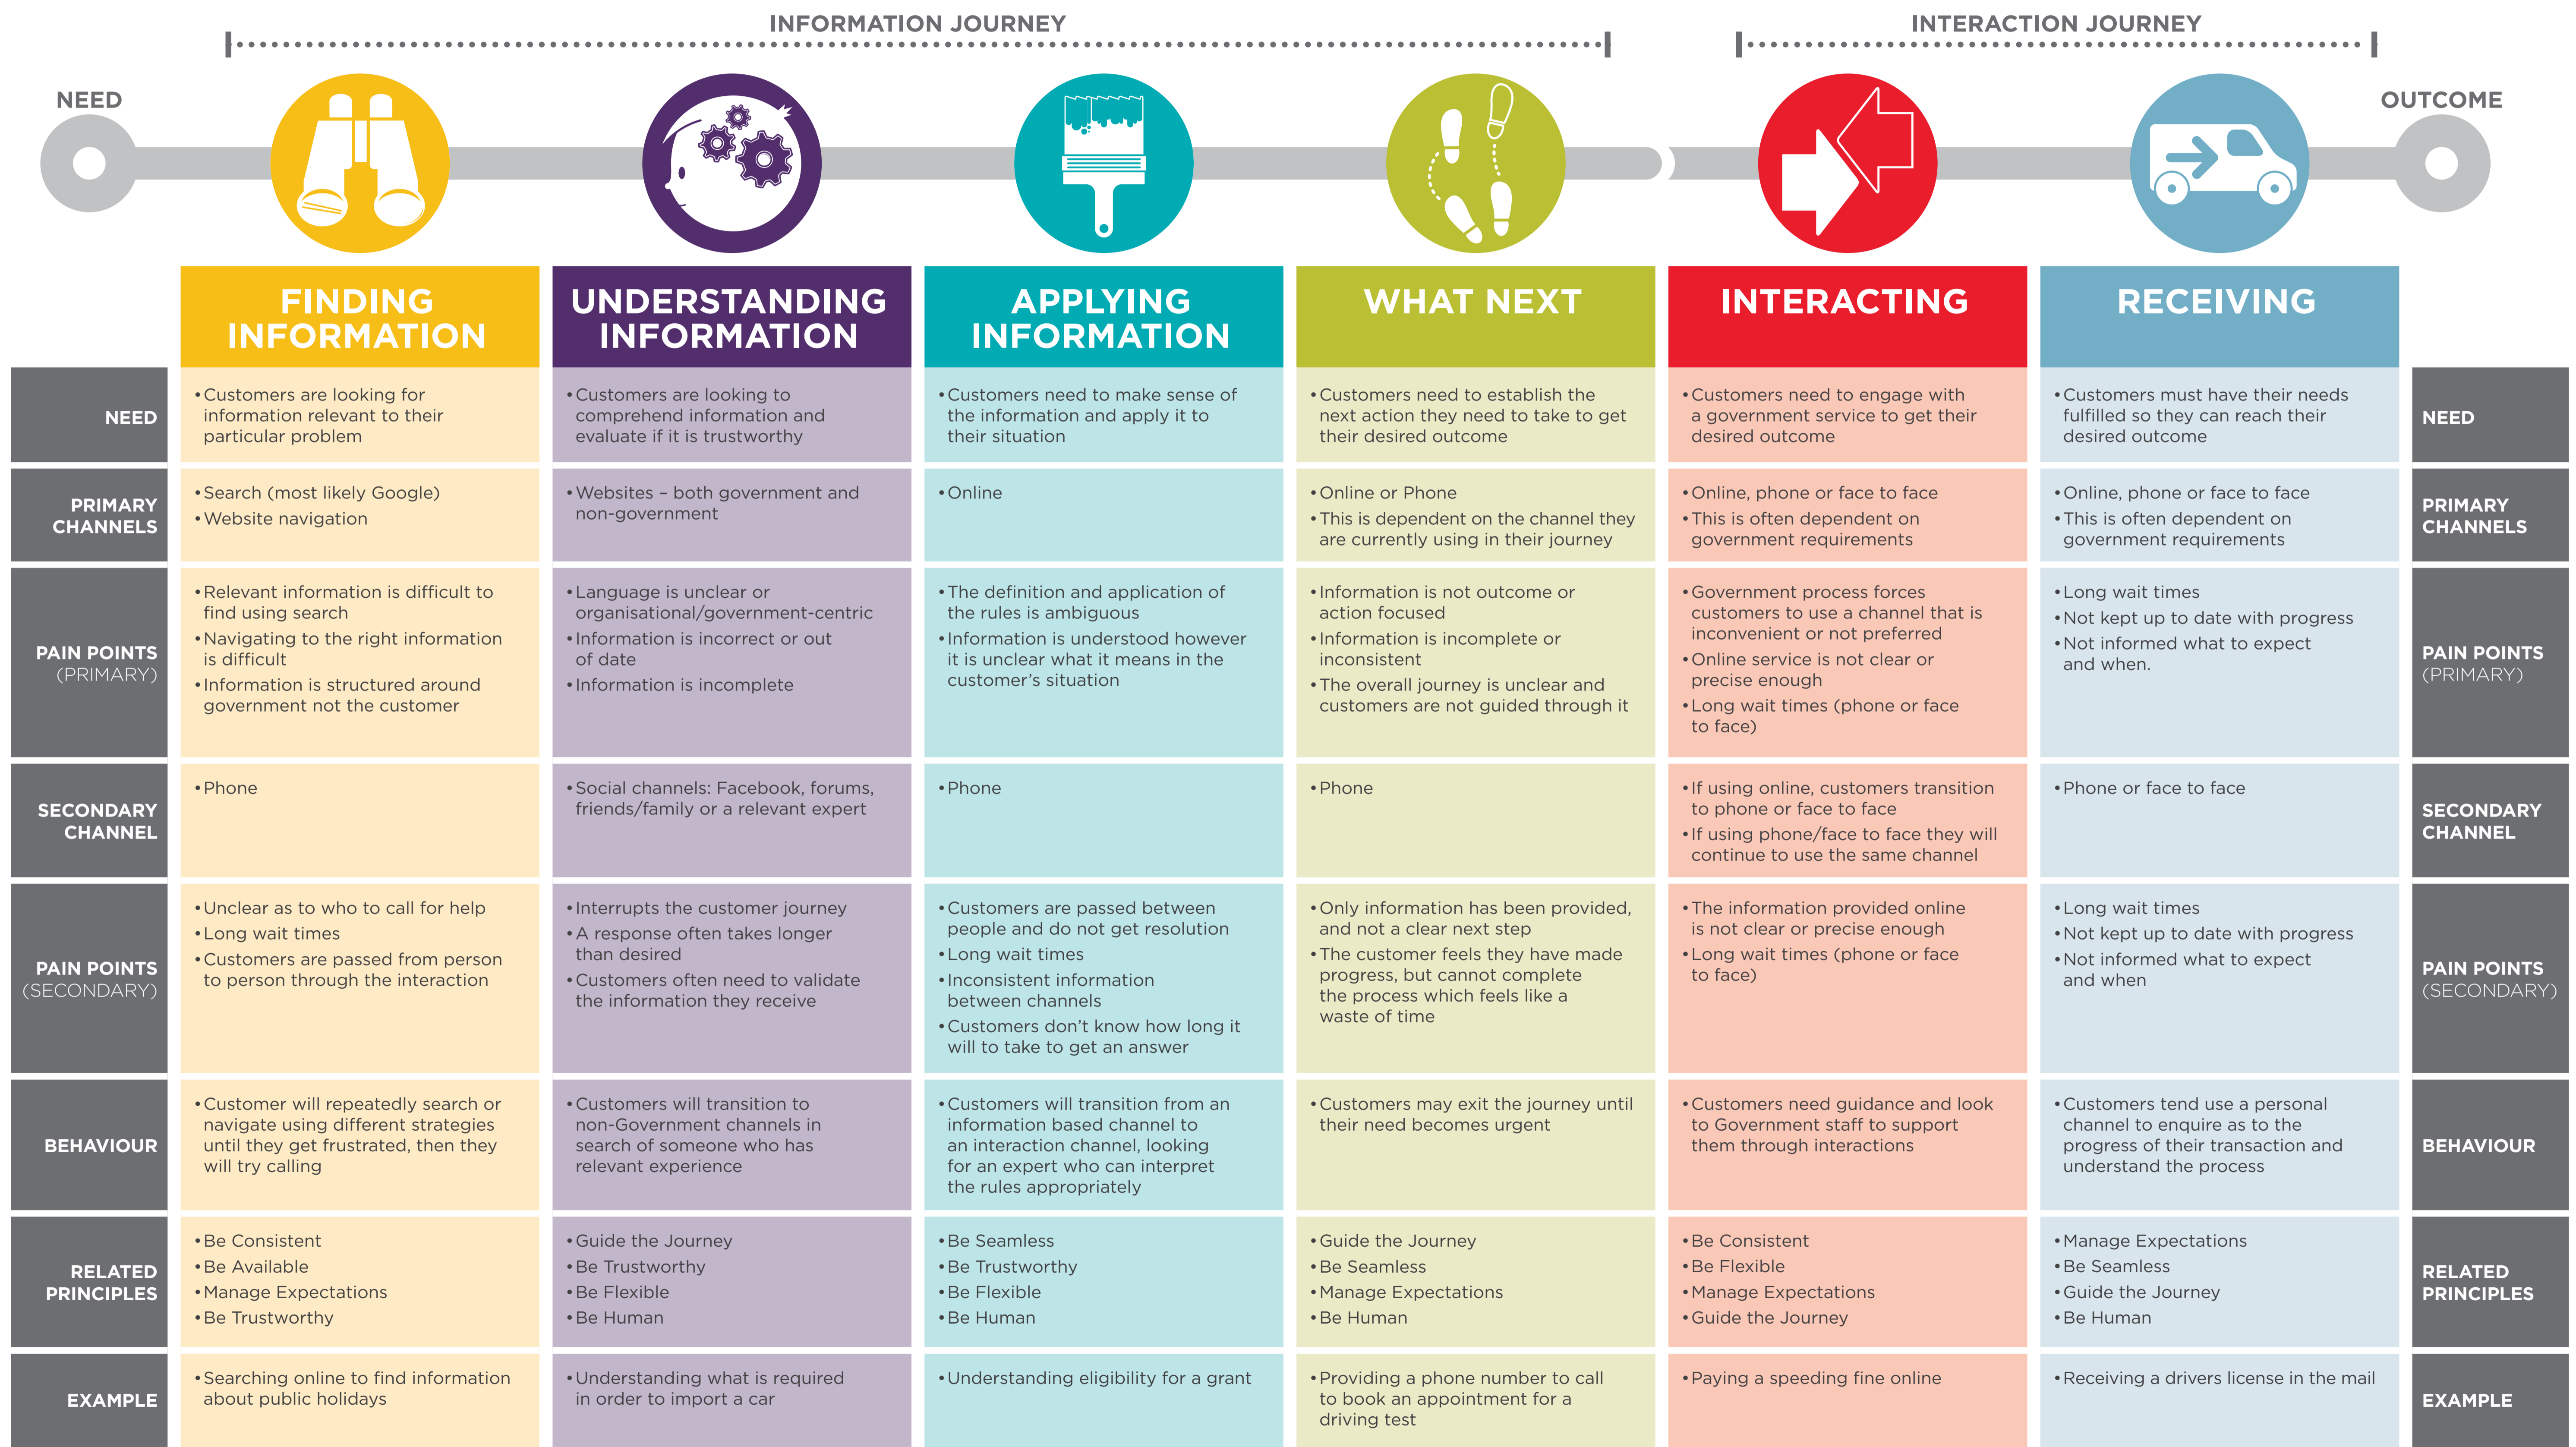 INFORMATION JOURNEY
INTERACTION JOURNEY
NEED
OUTCOME
FINDING
INFORMATION
UNDERSTANDING
INFORMATION
APPLYING
INFORMATION
WHAT NEXT
INTERACTING
RECEIVING
NEED
• Customers are looking for
information relevant to their
particular problem
• Customers are looking to
comprehend information and
evaluate if it is trustworthy
• Customers need to make sense of
the information and apply it to
their situation
• Customers need to establish the
next action they need to take to get
their desired outcome
• Customers need to engage with
a government service to get their
desired outcome
• Customers must have their needs
fulfilled so they can reach their
desired outcome
NEED
PRIMARY
CHANNELS
• Search (most likely Google)
• Website navigation
• Websites – both government and
non-government
• Online
• Online or Phone
• This is dependent on the channel they
are currently using in their journey
• Online, phone or face to face
• This is often dependent on
government requirements
• Online, phone or face to face
• This is often dependent on
government requirements
PRIMARY
CHANNELS
PAIN POINTS
(PRIMARY)
• Relevant information is difficult to
find using search
• Navigating to the right information
is difficult
• Information is structured around
government not the customer
• Language is unclear or
organisational/government-centric
• Information is incorrect or out
of date
• Information is incomplete
• The definition and application of
the rules is ambiguous
• Information is understood however
it is unclear what it means in the
customer's situation
• Information is not outcome or
action focused
• Information is incomplete or
inconsistent
• The overall journey is unclear and
customers are not guided through it
• Government process forces
customers to use a channel that is
inconvenient or not preferred
• Online service is not clear or
precise enough
• Long wait times (phone or face
to face)
• Long wait times
• Not kept up to date with progress
• Not informed what to expect
and when.
PAIN POINTS
(PRIMARY)
SECONDARY
CHANNEL
• Phone
• Social channels: Facebook, forums,
friends/family or a relevant expert
• Phone
• Phone
• If using online, customers transition
to phone or face to face
• If using phone/face to face they will
continue to use the same channel
• Phone or face to face
SECONDARY
CHANNEL
PAIN POINTS
(SECONDARY)
• Unclear as to who to call for help
• Long wait times
• Customers are passed from person
to person through the interaction
• Interrupts the customer journey
• A response often takes longer
than desired
• Customers often need to validate
the information they receive
• Customers are passed between
people and do not get resolution
• Long wait times
• Inconsistent information
between channels
• Customers don't know how long it
will to take to get an answer
• Only information has been provided,
and not a clear next step
• The customer feels they have made
progress, but cannot complete
the process which feels like a
waste of time
• The information provided online
is not clear or precise enough
• Long wait times (phone or face
to face)
• Long wait times
• Not kept up to date with progress
• Not informed what to expect
and when
PAIN POINTS
(SECONDARY)
BEHAVIOUR
• Customer will repeatedly search or
navigate using different strategies
until they get frustrated, then they
will try calling
• Customers will transition to
non-Government channels in
search of someone who has
relevant experience
• Customers will transition from an
information based channel to
an interaction channel, looking
for an expert who can interpret
the rules appropriately
• Customers may exit the journey until
their need becomes urgent
• Customers need guidance and look
to Government staff to support
them through interactions
• Customers tend use a personal
channel to enquire as to the
progress of their transaction and
understand the process
BEHAVIOUR
RELATED
PRINCIPLES
• Be Consistent
• Be Available
• Manage Expectations
• Be Trustworthy
• Guide the Journey
• Be Trustworthy
• Be Flexible
• Be Human
• Be Seamless
• Be Trustworthy
• Be Flexible
• Be Human
• Guide the Journey
• Be Seamless
• Manage Expectations
• Be Human
• Be Consistent
• Be Flexible
• Manage Expectations
• Guide the Journey
• Manage Expectations
• Be Seamless
• Guide the Journey
• Be Human
RELATED
PRINCIPLES
EXAMPLE
• Searching online to find information
about public holidays
• Understanding what is required
in order to import a car
• Understanding eligibility for a grant
• Providing a phone number to call
to book an appointment for a
driving test
• Paying a speeding fine online
• Receiving a drivers license in the mail
EXAMPLE